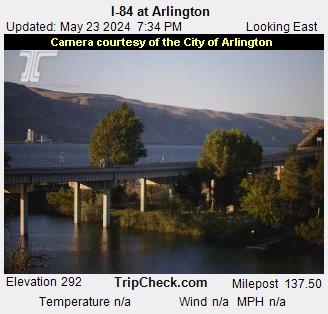 I-84 at Arlington
Updated: May 23 2024 7:34 PM Looking East
Camera courtesy of the City of Arlington
Elevation 292 TripCheck.com Milepost 137.50
Temperature n/a Wind n/a MPH n/a